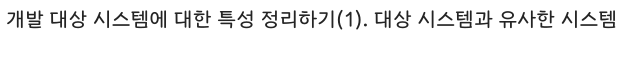 개발 대상 시스템에 대한 특성 정리하기(1). 대상 시스템과 유사한 시스템